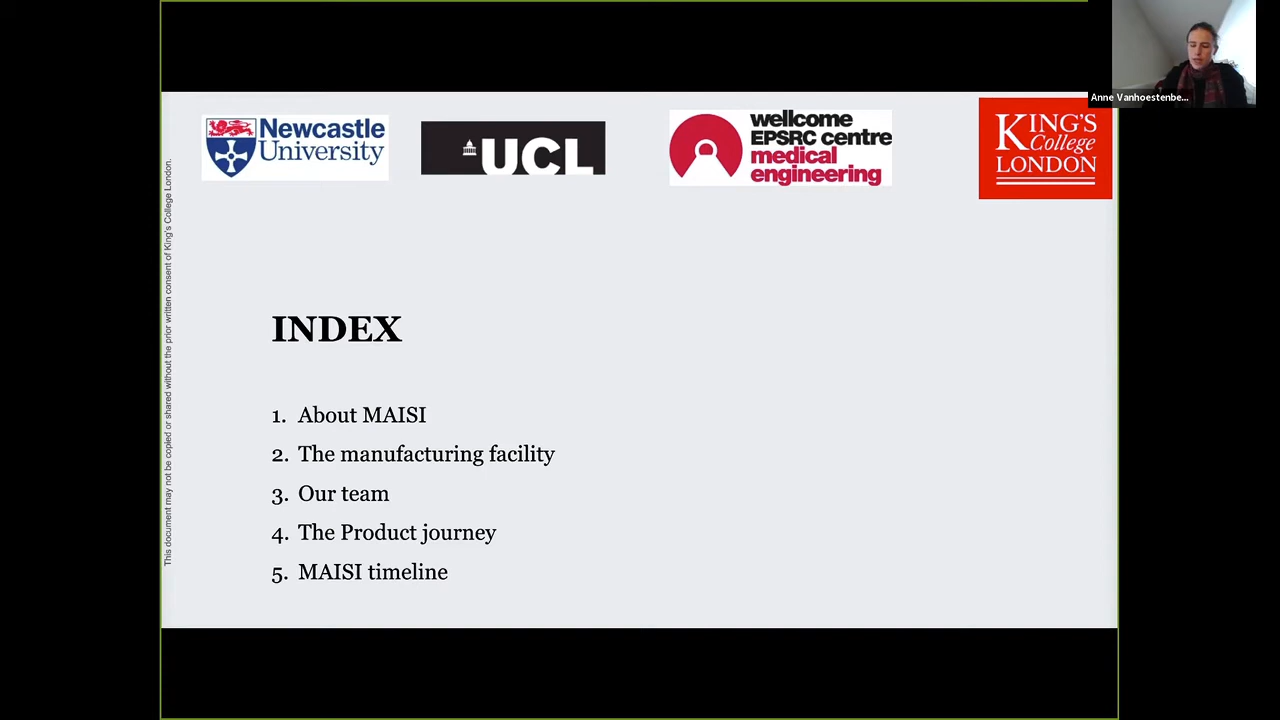 Anne Vanhoestenbe...
Newcastle
University
UCL
wellcome
EPSRC centre
medical
engineering
KING'S
College
LONDON
This document may not be copied or shared without the prior written consent of King's College London.
INDEX
1. About MAISI
2. The manufacturing facility
3. Our team
4. The Product journey
5. MAISI timeline